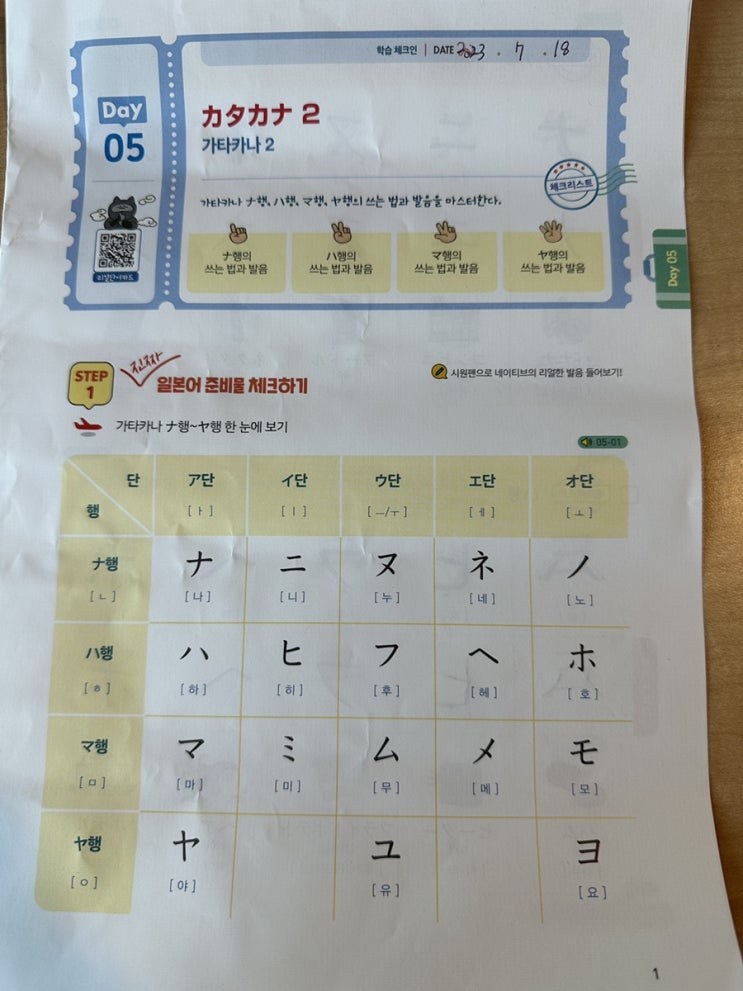 학습 체크인 | DATE 2023 . 7 . 18
Day
05
カタカナ 2
가타카나 2
체크리스트
가타카나 ナ행, ハ행, マ행, ヤ행의 쓰는 법과 발음을 마스터한다.
리얼단어카드
ナ행의
쓰는 법과 발음
ハ행의
쓰는 법과 발음
マ행의
쓰는 법과 발음
ヤ행의
쓰는 법과 발음
Day 05
STEP
1
진짜
일본어 준비물 체크하기
시원펜으로 네이티브의 리얼한 발음 들어보기!
가타카나 ナ행~ヤ행 한 눈에 보기
05-01
단 ア단 イ단 ウ단 エ단 オ단
행 [ㅏ] [ㅣ] [ㅡ/ㅜ] [ㅔ] [ㅗ]
ナ행 ナ ニ ヌ ネ ノ
[ㄴ] [나] [니] [누] [네] [노]
ハ행 ハ ヒ フ ヘ ホ
[ㅎ] [하] [히] [후] [헤] [호]
マ행 マ ミ ム メ モ
[ㅁ] [마] [미] [무] [메] [모]
ヤ행 ヤ ユ ヨ
[ㅇ] [야] [유] [요]
1